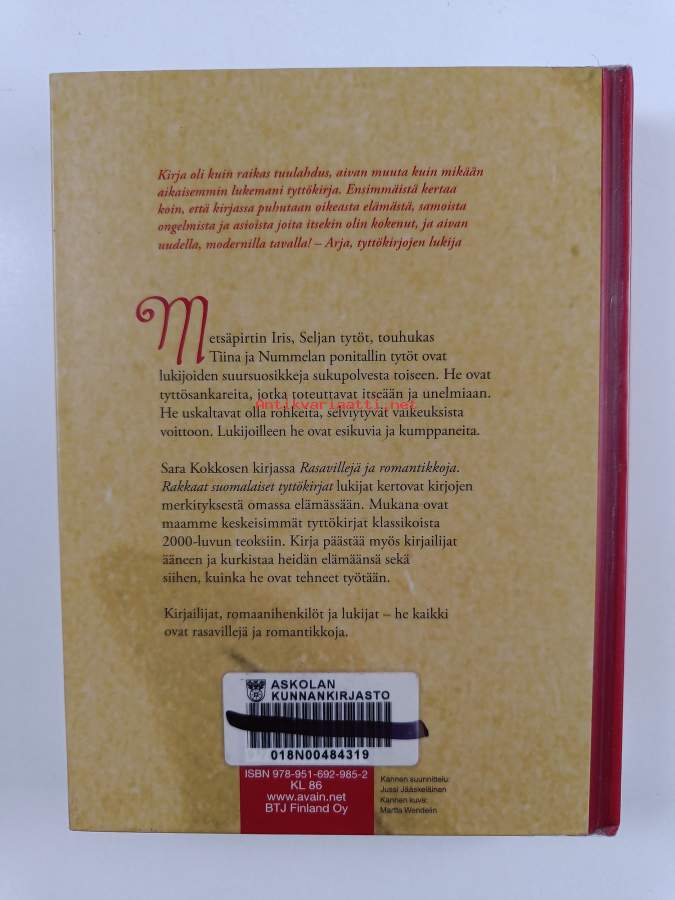 Kirja oli kuin raikas tuulahdus, aivan muuta kuin mikään
aikaisemmin lukemani tyttökirja. Ensimmäistä kertaa
koin, että kirjassa puhutaan oikeasta elämästä, samoista
ongelmista ja asioista joita itsekin olin kokenut, ja aivan
uudella, modernilla tavalla! – Arja, tyttökirjojen lukija
Metsäpirtin Iris, Seljan tytöt, touhukas
Tiina ja Nummelan ponitallin tytöt ovat
lukijoiden suursuosikkeja sukupolvesta toiseen. He ovat
tyttösankareita, jotka toteuttavat itseään ja unelmiaan.
Antikvariaatti.net
He uskaltavat olla rohkeita, selviytyvät vaikeuksista
voittoon. Lukijoilleen he ovat esikuvia ja kumppaneita.
Sara Kokkosen kirjassa Rasavillejä ja romantikkoja.
Rakkaat suomalaiset tyttökirjat lukijat kertovat kirjojen
merkityksestä omassa elämässään. Mukana ovat
maamme keskeisimmät tyttökirjat klassikoista
2000-luvun teoksiin. Kirja päästää myös kirjailijat
ääneen ja kurkistaa heidän elämäänsä sekä
siihen, kuinka he ovat tehneet työtään.
Kirjailijat, romaanihenkilöt ja lukijat – he kaikki
ovat rasavillejä ja romantikkoja.
ASKOLAN
KUNNANKIRJASTO
018N00484319
ISBN 978-951-692-985-2
KL 86
www.avain.net
BTJ Finland Oy
Kannen suunnittelu:
Jussi Jääskeläinen
Kannen kuva:
Martta Wendelin